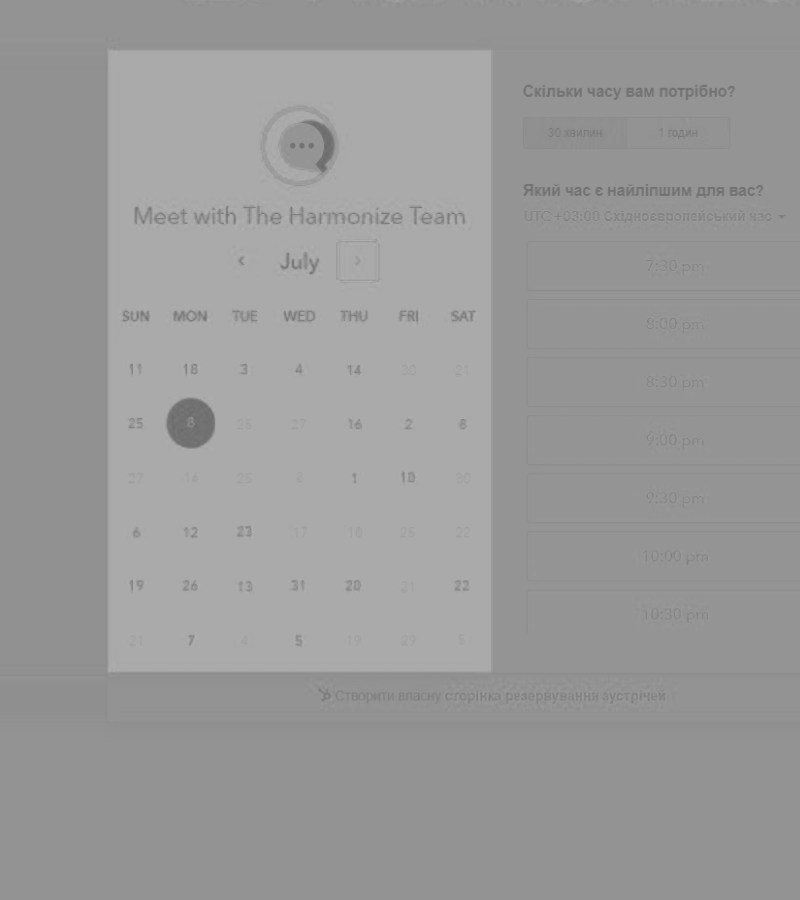 Meet with The Harmonize Team
July
SUN MON TUE WED THU FRI SAT
11 18 3 4 14 30 31
25 8 25 27 16 2 8
27 14 25 8 1 10 30
6 12 23 17 18 25 22
19 26 13 31 20 21 22
21 7 4 5 19 29 5
Скільки часу вам потрібно?
30 хвилин 1 годин
Який час є найліпшим для вас?
UTC +03:00 Східноєвропейський час
7:30 pm
8:00 pm
8:30 pm
9:00 pm
9:30 pm
10:00 pm
10:30 pm
Створити власну сторінка резервування зустрічей